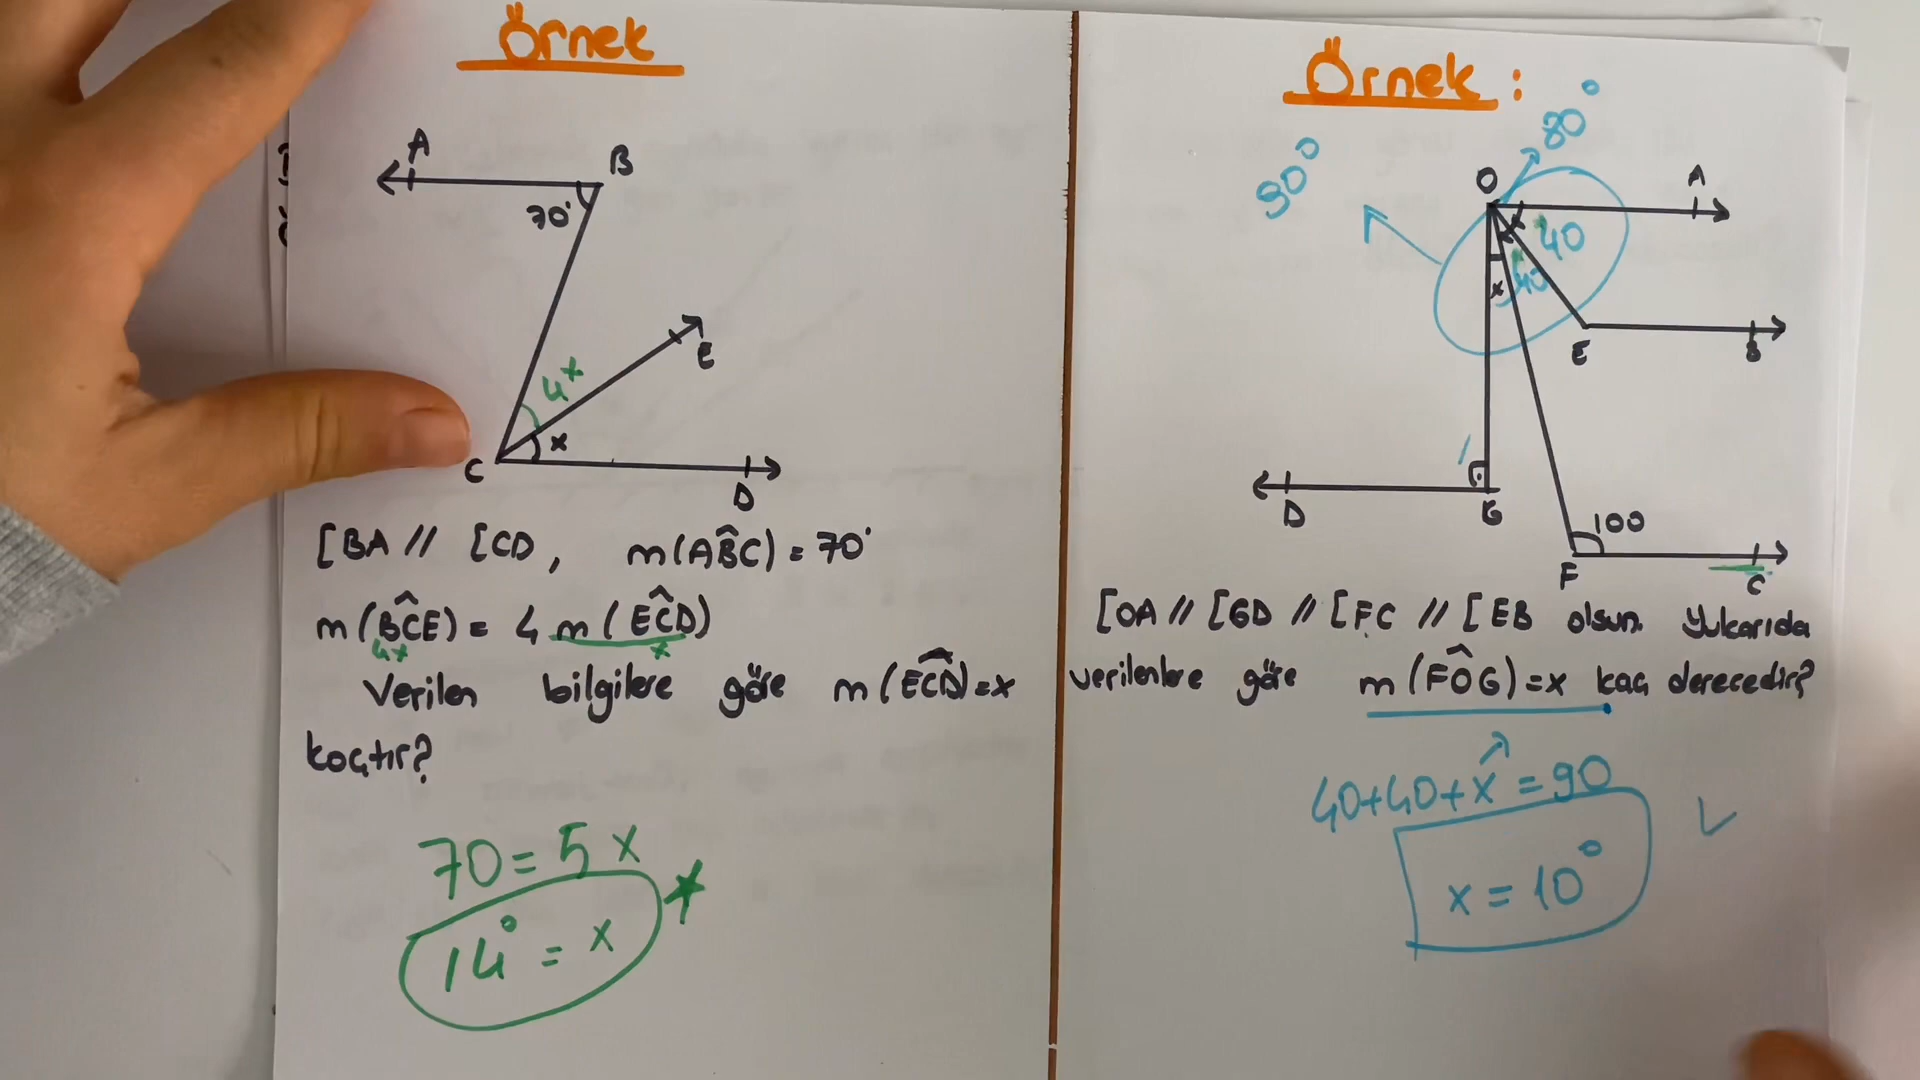 Örnek
A
B
70°
4x
E
x
C
D
[BA // [CD , m(ABC) = 70°
m(BCE) = 4 m(ECD)
4x x
Verilen bilgilere göre m(ECD)=x
kaçtır?
70 = 5x
14° = x
Örnek :
90°
80°
O
A
40
40
x
E
B
D
G
100
F
C
[OA // [GD // [FC // [EB olsun. Yukarıda
verilenlere göre m(FOG)=x kaç derecedir?
40+40+x = 90
x = 10°